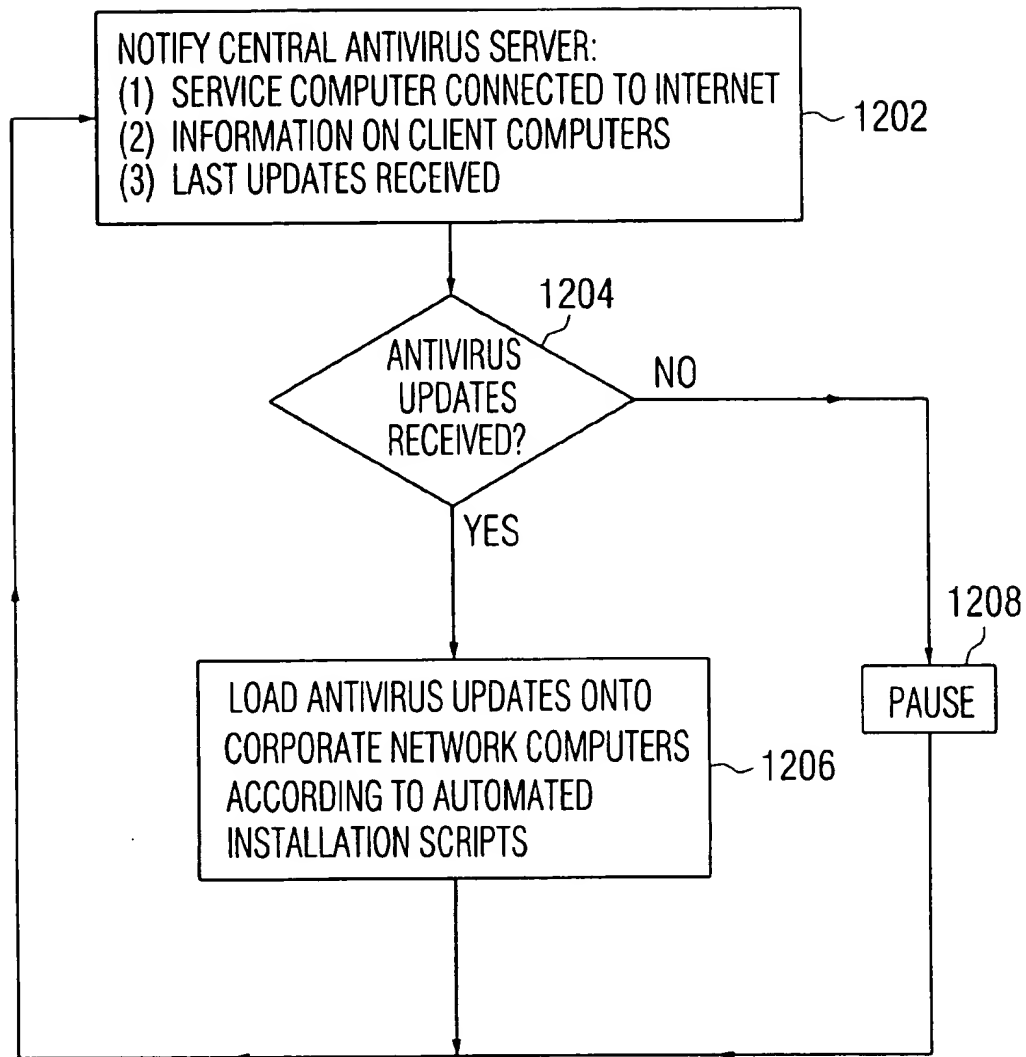 NOTIFY CENTRAL ANTIVIRUS SERVER:
(1) SERVICE COMPUTER CONNECTED TO INTERNET
(2) INFORMATION ON CLIENT COMPUTERS
(3) LAST UPDATES RECEIVED
1202
1204
ANTIVIRUS
UPDATES
RECEIVED?
NO
YES
1208
PAUSE
LOAD ANTIVIRUS UPDATES ONTO
CORPORATE NETWORK COMPUTERS
ACCORDING TO AUTOMATED
INSTALLATION SCRIPTS
1206